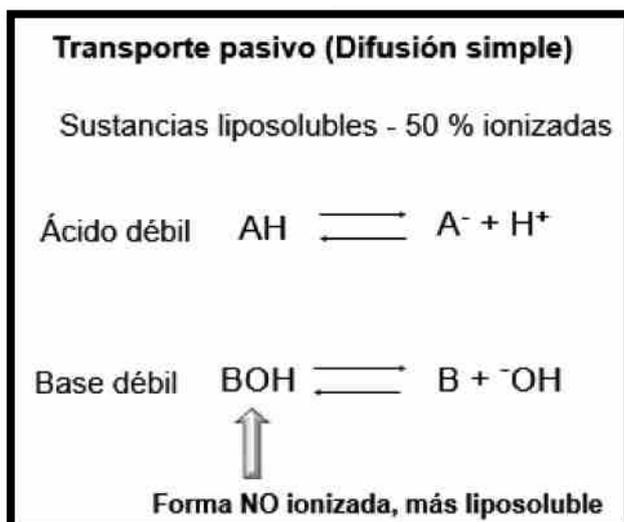 Transporte pasivo (Difusión simple)
Sustancias liposolubles - 50 % ionizadas
Ácido débil AH A⁻ + H⁺
Base débil BOH B + ⁻OH
Forma NO ionizada, más liposoluble